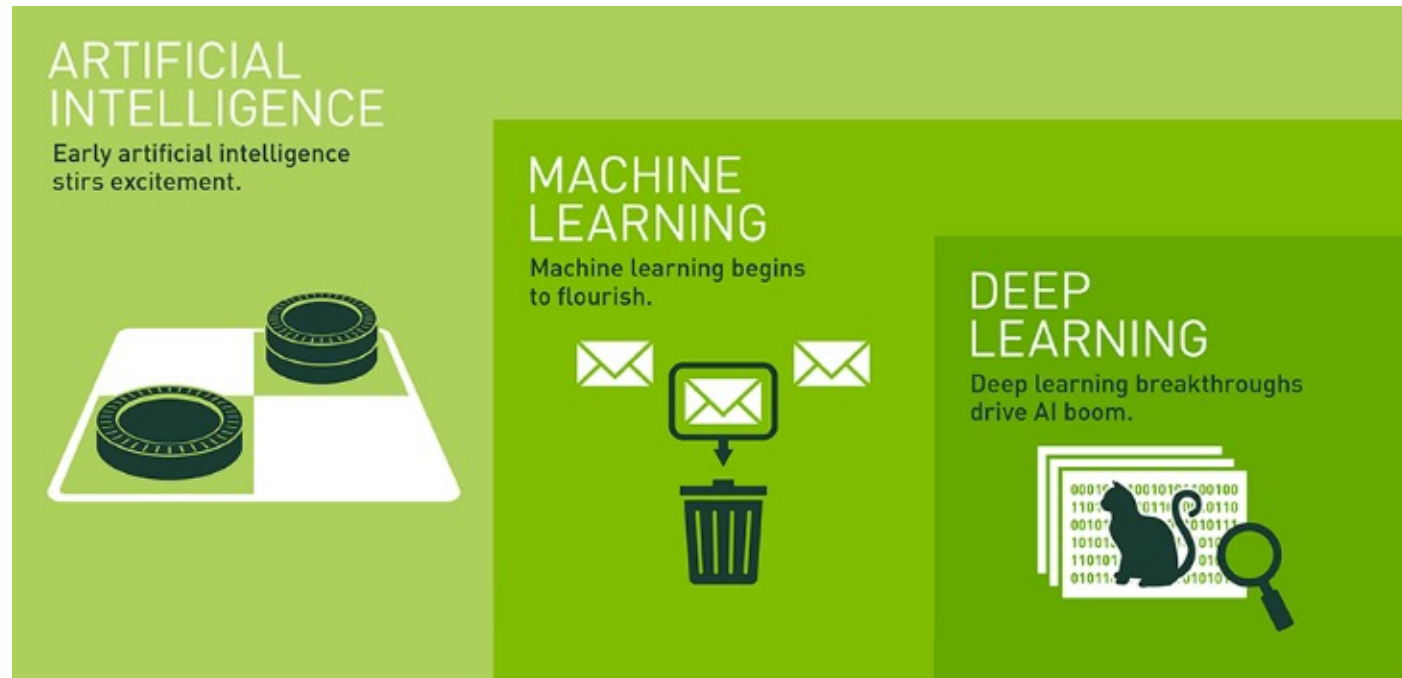 ARTIFICIAL
INTELLIGENCE
Early artificial intelligence
stirs excitement.
MACHINE
LEARNING
Machine learning begins
to flourish.
DEEP
LEARNING
Deep learning breakthroughs
drive AI boom.